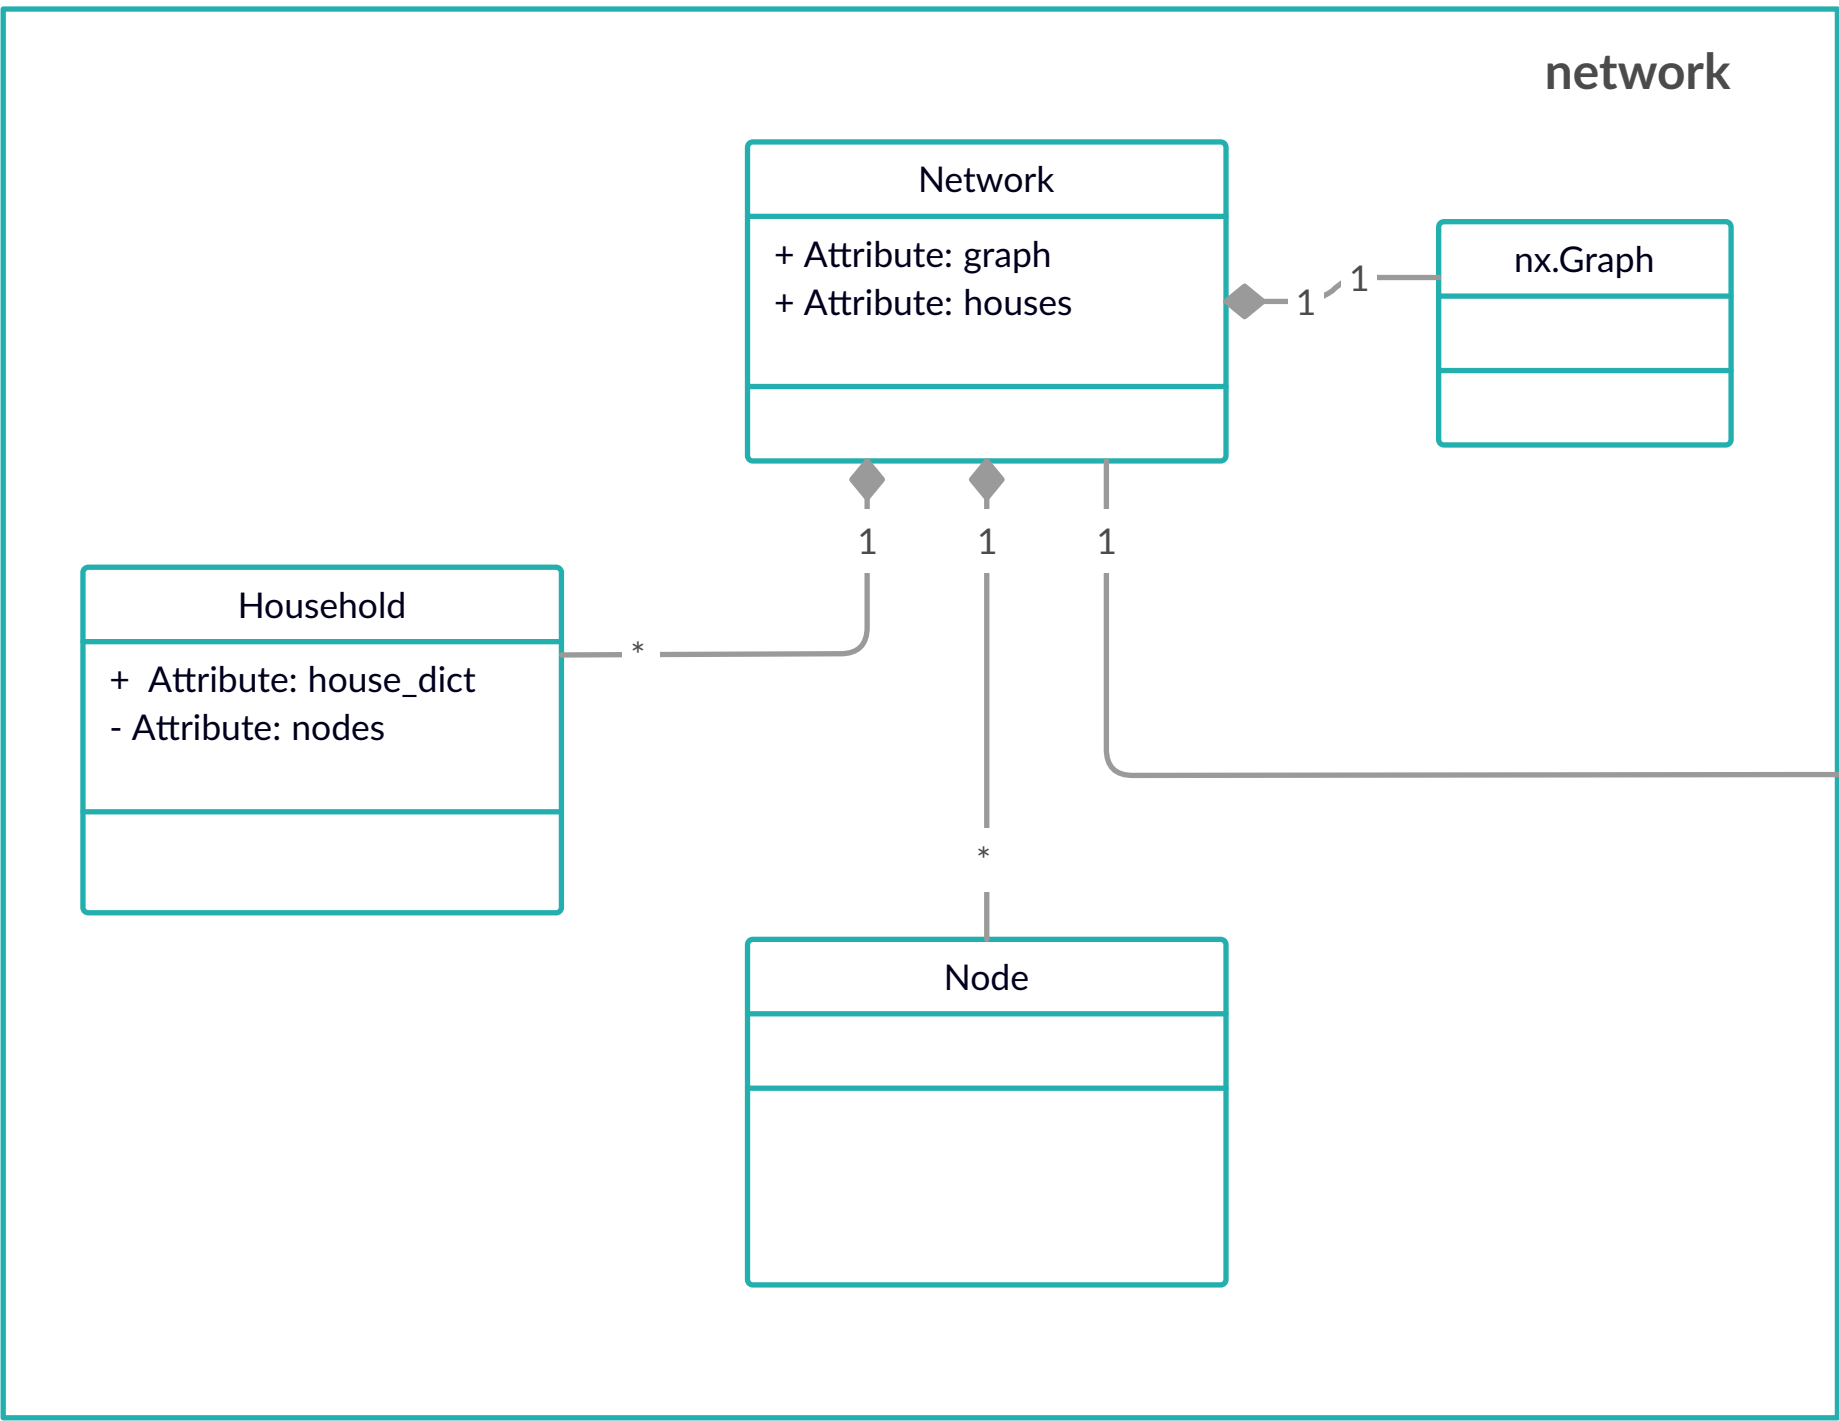 network
Network
+ Attribute: graph
+ Attribute: houses
1
1
nx.Graph
1
1
1
Household
+ Attribute: house_dict
- Attribute: nodes
*
*
Node